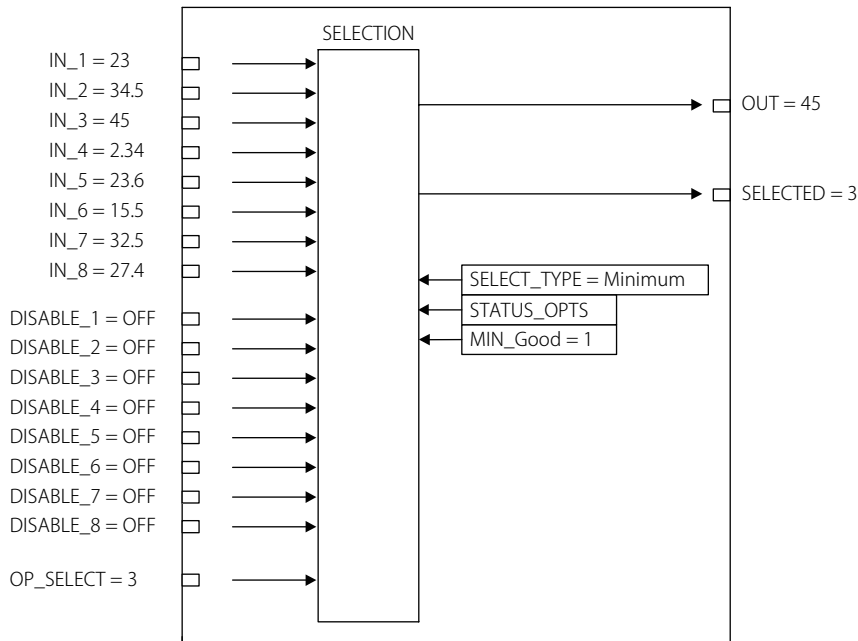 SELECTION
IN_1 = 23
IN_2 = 34.5
IN_3 = 45
IN_4 = 2.34
IN_5 = 23.6
IN_6 = 15.5
IN_7 = 32.5
IN_8 = 27.4
DISABLE_1 = OFF
DISABLE_2 = OFF
DISABLE_3 = OFF
DISABLE_4 = OFF
DISABLE_5 = OFF
DISABLE_6 = OFF
DISABLE_7 = OFF
DISABLE_8 = OFF
OP_SELECT = 3
OUT = 45
SELECTED = 3
SELECT_TYPE = Minimum
STATUS_OPTS
MIN_Good = 1